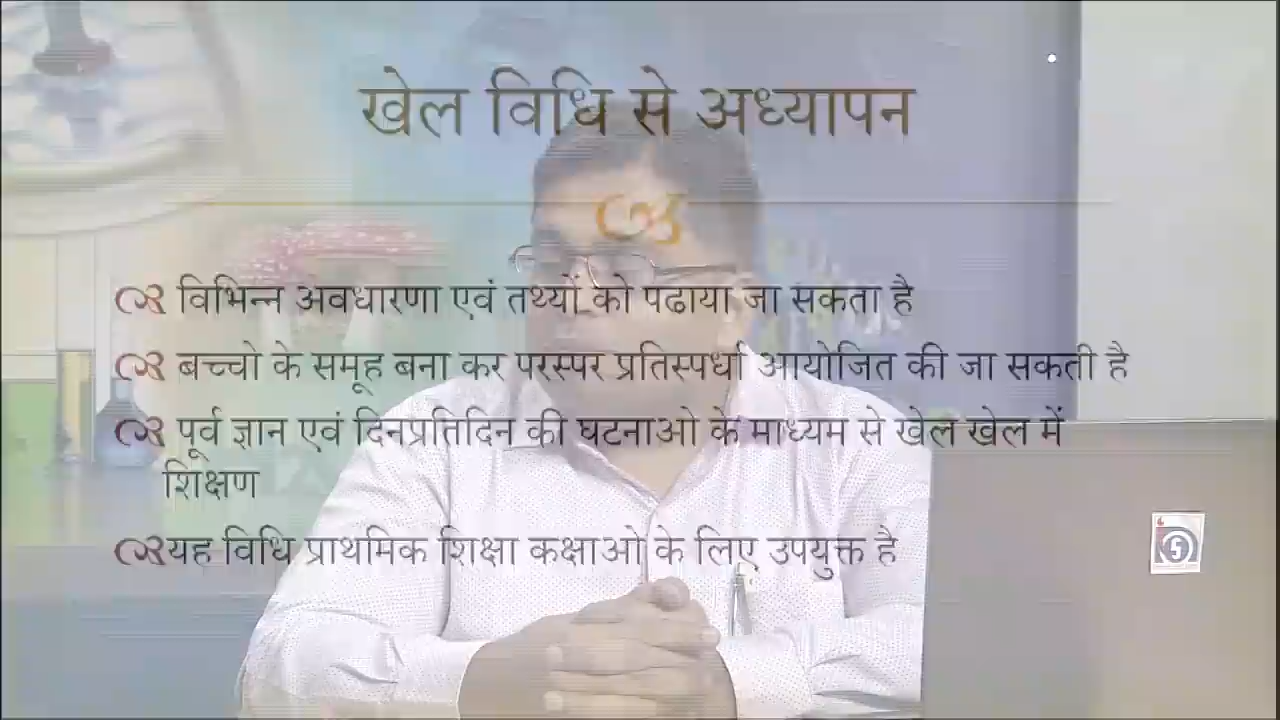 खेल विधि से अध्यापन
विभिन्न अवधारणा एवं तथ्यों को पढाया जा सकता है
बच्चो के समूह बना कर परस्पर प्रतिस्पर्धा आयोजित की जा सकती है
पूर्व ज्ञान एवं दिनप्रतिदिन की घटनाओ के माध्यम से खेल खेल में
शिक्षण
यह विधि प्राथमिक शिक्षा कक्षाओ के लिए उपयुक्त है